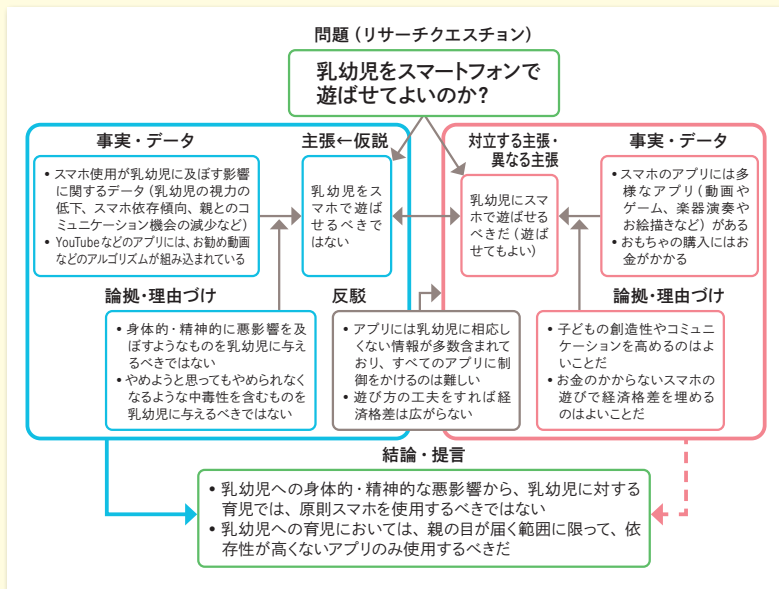 問題（リサーチクエスチョン）
乳幼児をスマートフォンで
遊ばせてよいのか？
事実・データ
• スマホ使用が乳幼児に及ぼす影響
に関するデータ（乳幼児の視力の
低下、スマホ依存傾向、親とのコ
ミュニケーション機会の減少など）
• YouTubeなどのアプリには、お勧め動画
などのアルゴリズムが組み込まれている
主張←仮説
乳幼児をス
マホで遊ば
せるべきで
はない
対立する主張・
異なる主張
乳幼児にスマ
ホで遊ばせるべ
きだ（遊ば
せてもよい）
事実・データ
• スマホのアプリには多
様なアプリ（動画や
ゲーム、楽器演奏や
お絵描きなど）がある
• おもちゃの購入にはお
金がかかる
論拠・理由づけ
• 身体的・精神的に悪影響を及
ぼすようなものを乳幼児に与え
るべきではない
• やめようと思ってもやめられなく
なるような中毒性を含むものを
乳幼児に与えるべきではない
反駁
• アプリには乳幼児に相応し
くない情報が多数含まれて
おり、すべてのアプリに制
御をかけるのは難しい
• 遊び方の工夫をすれば経
済格差は広がらない
論拠・理由づけ
• 子どもの創造性やコミュニ
ケーションを高めるのはよ
いことだ
• お金のかからないスマホの
遊びで経済格差を埋める
のはよいことだ
結論・提言
• 乳幼児への身体的・精神的な悪影響から、乳幼児に対する
育児では、原則スマホを使用するべきではない
• 乳幼児への育児においては、親の目が届く範囲に限って、依
存性が高くないアプリのみ使用するべきだ